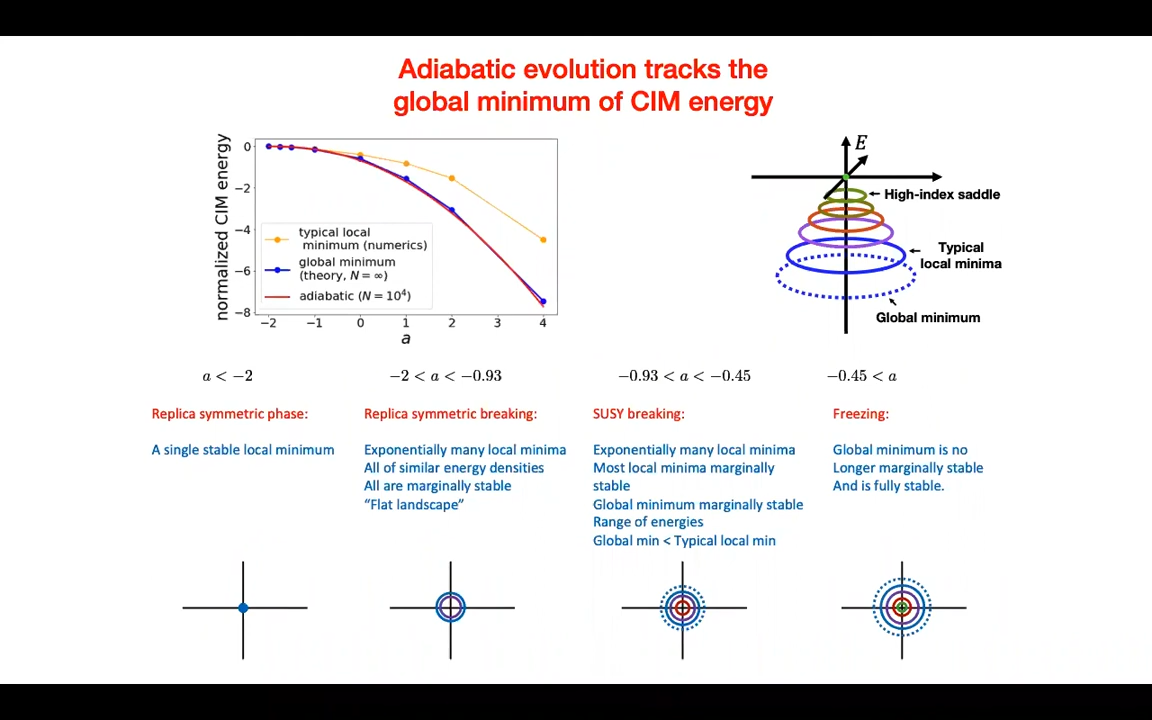 Adiabatic evolution tracks the
global minimum of CIM energy
normalized CIM energy
0
−2
−4
−6
−8
typical local
minimum (numerics)
global minimum
(theory, N = ∞)
adiabatic (N = 10⁴)
−2
−1
0
1
2
3
4
a
E
High-index saddle
Typical
local minima
Global minimum
a < −2
−2 < a < −0.93
−0.93 < a < −0.45
−0.45 < a
Replica symmetric phase:
A single stable local minimum
Replica symmetric breaking:
Exponentially many local minima
All of similar energy densities
All are marginally stable
“Flat landscape”
SUSY breaking:
Exponentially many local minima
Most local minima marginally
stable
Global minimum marginally stable
Range of energies
Global min < Typical local min
Freezing:
Global minimum is no
Longer marginally stable
And is fully stable.